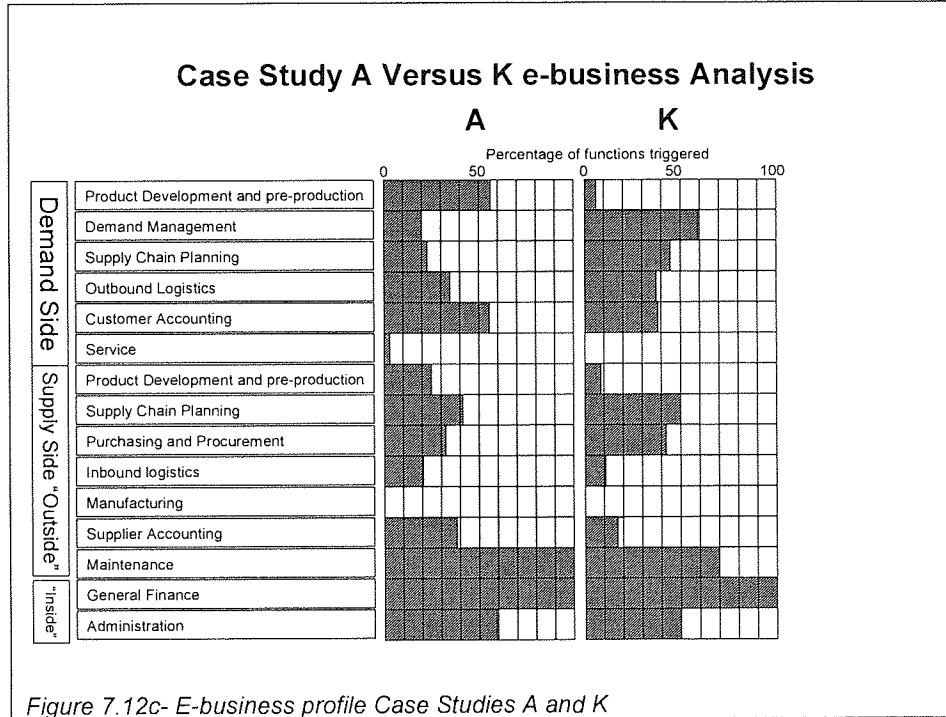 Case Study A Versus K e-business Analysis
A K
Percentage of functions triggered
0 50 0 50 100
Demand Side
Product Development and pre-production
Demand Management
Supply Chain Planning
Outbound Logistics
Customer Accounting
Service
Supply Side "Outside"
Product Development and pre-production
Supply Chain Planning
Purchasing and Procurement
Inbound logistics
Manufacturing
Supplier Accounting
Maintenance
"Inside"
General Finance
Administration
Figure 7.12c- E-business profile Case Studies A and K